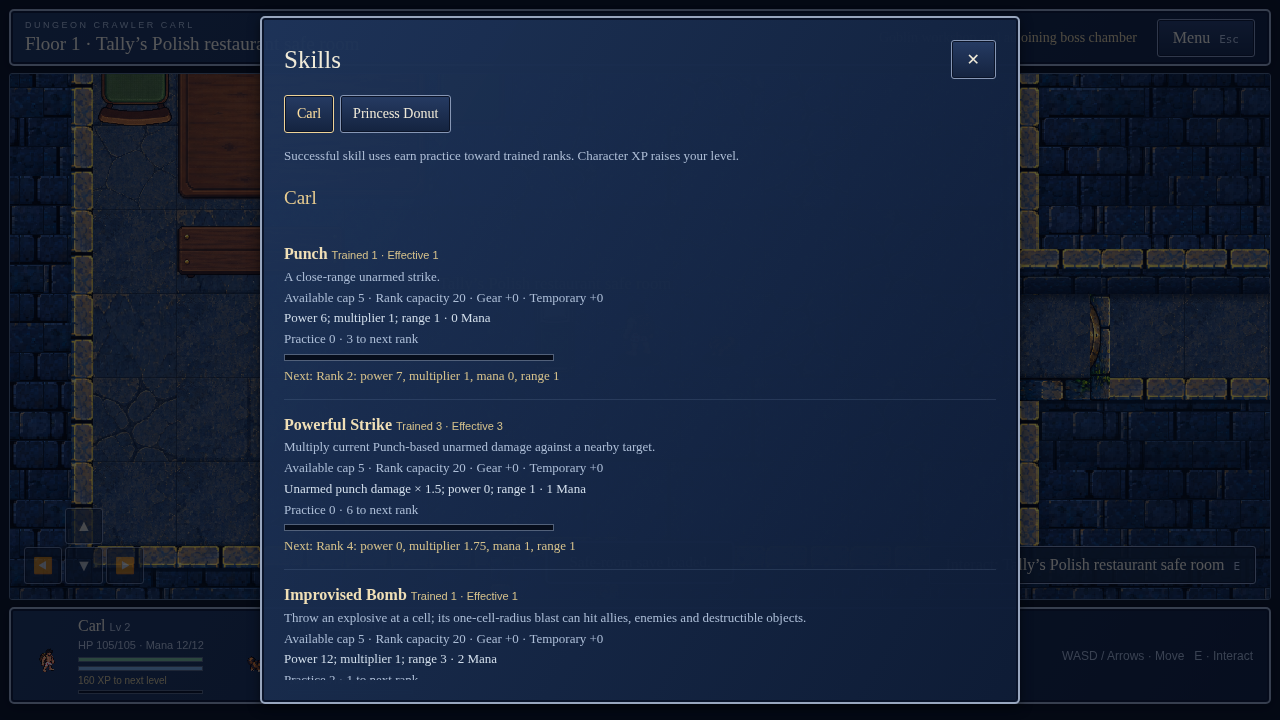 DUNGEON CRAWLER CARL
Floor 1 · Tally's Polish restaura
oining boss chamber
Menu Esc
Skills
✕
Carl
Princess Donut
Successful skill uses earn practice toward trained ranks. Character XP raises your level.
Carl
Punch Trained 1 · Effective 1
A close-range unarmed strike.
Available cap 5 · Rank capacity 20 · Gear +0 · Temporary +0
Power 6; multiplier 1; range 1 · 0 Mana
Practice 0 · 3 to next rank
Next: Rank 2: power 7, multiplier 1, mana 0, range 1
Powerful Strike Trained 3 · Effective 3
Multiply current Punch-based unarmed damage against a nearby target.
Available cap 5 · Rank capacity 20 · Gear +0 · Temporary +0
Unarmed punch damage × 1.5; power 0; range 1 · 1 Mana
Practice 0 · 6 to next rank
Next: Rank 4: power 0, multiplier 1.75, mana 1, range 1
Improvised Bomb Trained 1 · Effective 1
Throw an explosive at a cell; its one-cell-radius blast can hit allies, enemies and destructible objects.
Available cap 5 · Rank capacity 20 · Gear +0 · Temporary +0
Power 12; multiplier 1; range 3 · 2 Mana
Practice 2 · 1 to next rank
lly's Polish restaurant safe room E
Carl Lv 2
HP 105/105 · Mana 12/12
160 XP to next level
WASD / Arrows · Move E · Interact